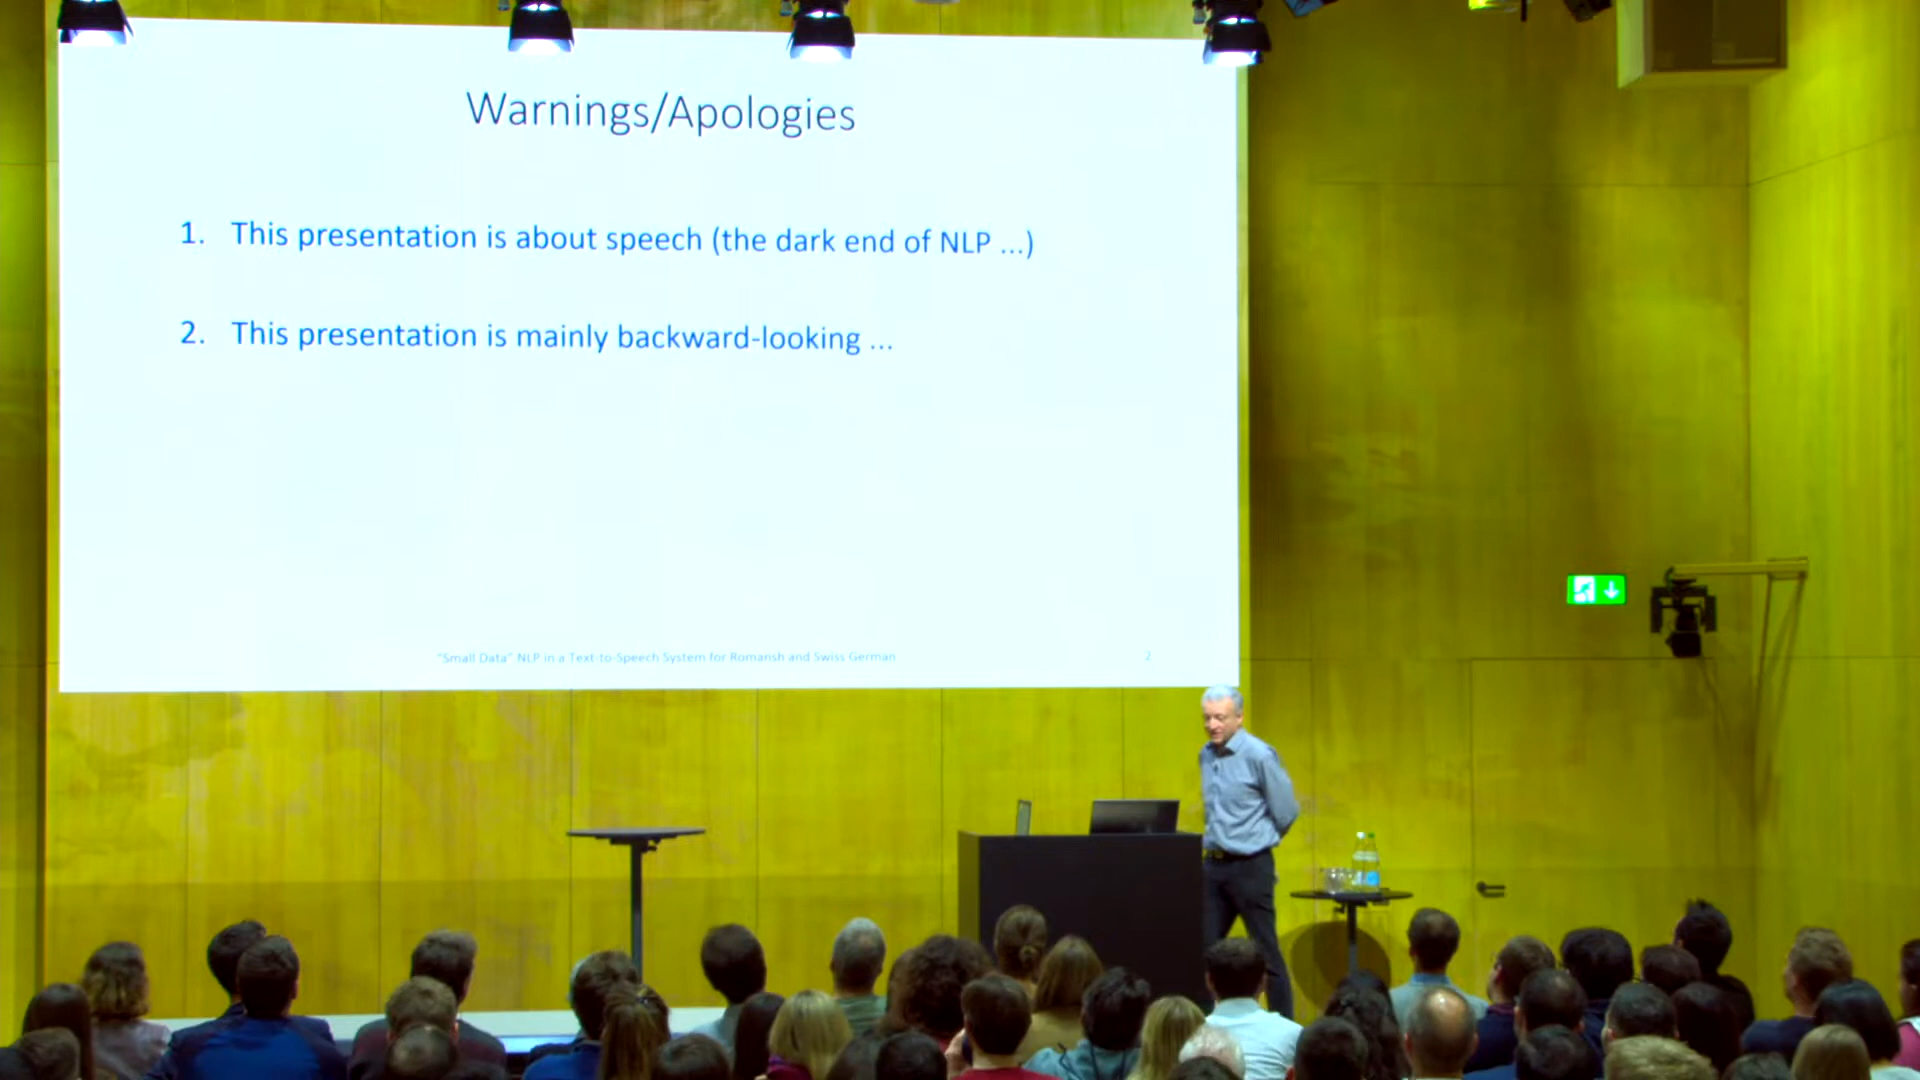 Warnings/Apologies
1. This presentation is about speech (the dark end of NLP ...)
2. This presentation is mainly backward-looking ...
"Small Data" NLP in a Text-to-Speech System for Romansh and Swiss German 2